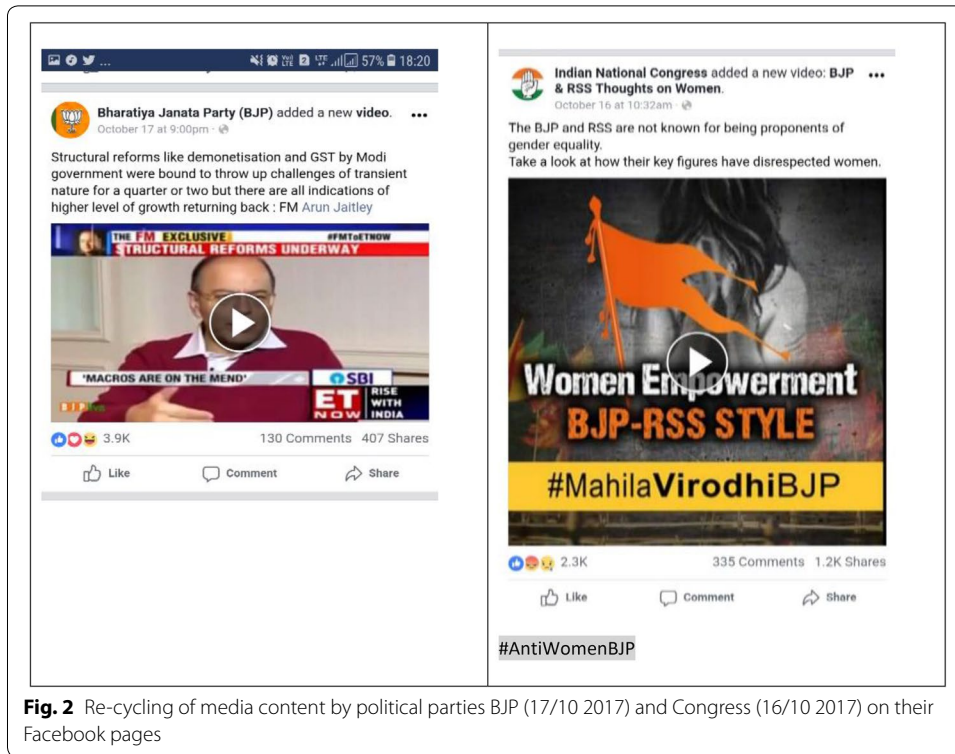 ... 57% 18:20
Bharatiya Janata Party (BJP) added a new video. •••
October 17 at 9:00pm ·
Structural reforms like demonetisation and GST by Modi
government were bound to throw up challenges of transient
nature for a quarter or two but there are all indications of
higher level of growth returning back : FM Arun Jaitley
THE FM EXCLUSIVE #FMToETNOW
STRUCTURAL REFORMS UNDERWAY
'MACROS ARE ON THE MEND'
SBI
ET NOW
RISE
WITH
INDIA
3.9K 130 Comments 407 Shares
Like Comment Share
Indian National Congress added a new video: BJP •••
& RSS Thoughts on Women.
October 16 at 10:32am ·
The BJP and RSS are not known for being proponents of
gender equality.
Take a look at how their key figures have disrespected women.
Women Empowerment
BJP-RSS STYLE
#MahilaVirodhiBJP
2.3K 335 Comments 1.2K Shares
Like Comment Share
#AntiWomenBJP
Fig. 2 Re-cycling of media content by political parties BJP (17/10 2017) and Congress (16/10 2017) on their
Facebook pages